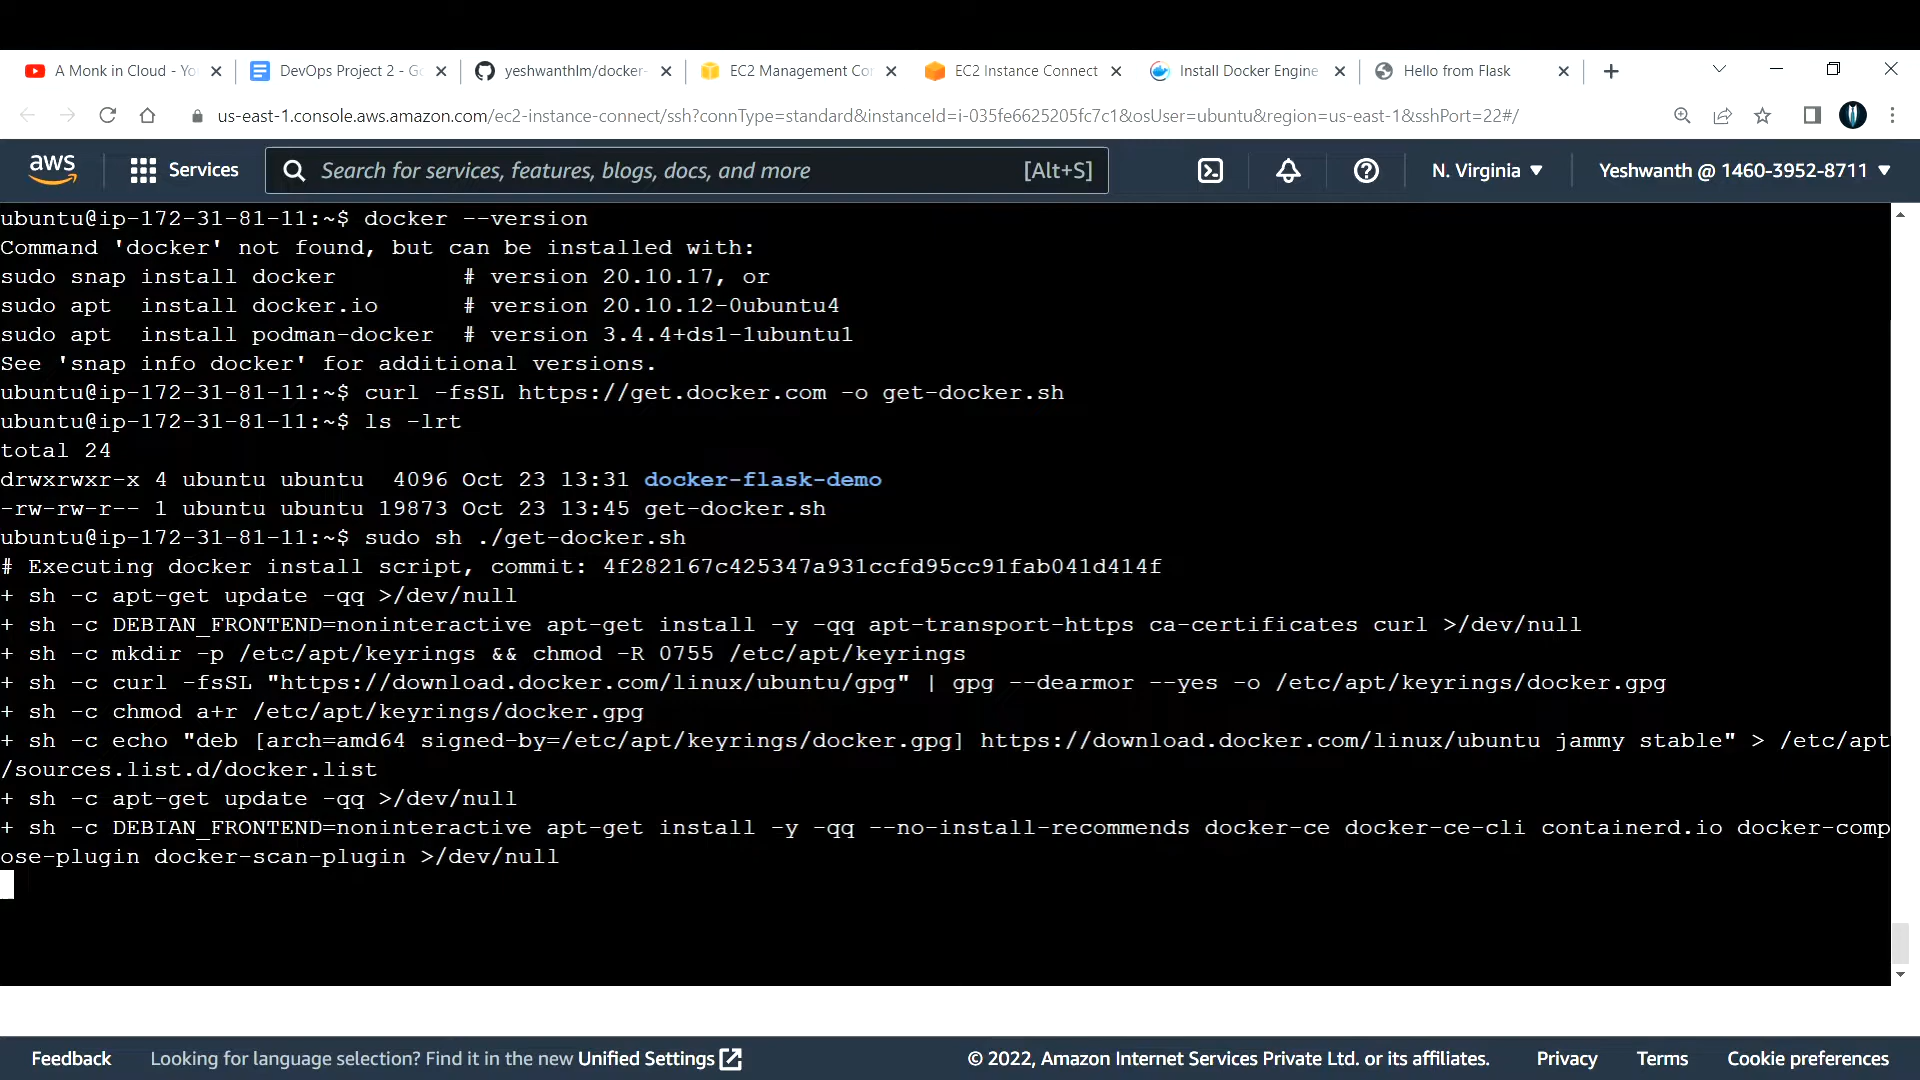 A Monk in Cloud - Yo
DevOps Project 2 - Go
yeshwanthlm/docker-
EC2 Management Con
EC2 Instance Connect
Install Docker Engine
Hello from Flask
us-east-1.console.aws.amazon.com/ec2-instance-connect/ssh?connType=standard&instanceId=i-035fe6625205fc7c1&osUser=ubuntu&region=us-east-1&sshPort=22#/
aws
Services
Search for services, features, blogs, docs, and more
[Alt+S]
N. Virginia
Yeshwanth @ 1460-3952-8711
ubuntu@ip-172-31-81-11:~$ docker --version
Command 'docker' not found, but can be installed with:
sudo snap install docker         # version 20.10.17, or
sudo apt  install docker.io      # version 20.10.12-0ubuntu4
sudo apt  install podman-docker  # version 3.4.4+ds1-1ubuntu1
See 'snap info docker' for additional versions.
ubuntu@ip-172-31-81-11:~$ curl -fsSL https://get.docker.com -o get-docker.sh
ubuntu@ip-172-31-81-11:~$ ls -lrt
total 24
drwxrwxr-x 4 ubuntu ubuntu  4096 Oct 23 13:31 docker-flask-demo
-rw-rw-r-- 1 ubuntu ubuntu 19873 Oct 23 13:45 get-docker.sh
ubuntu@ip-172-31-81-11:~$ sudo sh ./get-docker.sh
# Executing docker install script, commit: 4f282167c425347a931ccfd95cc91fab041d414f
+ sh -c apt-get update -qq >/dev/null
+ sh -c DEBIAN_FRONTEND=noninteractive apt-get install -y -qq apt-transport-https ca-certificates curl >/dev/null
+ sh -c mkdir -p /etc/apt/keyrings && chmod -R 0755 /etc/apt/keyrings
+ sh -c curl -fsSL "https://download.docker.com/linux/ubuntu/gpg" | gpg --dearmor --yes -o /etc/apt/keyrings/docker.gpg
+ sh -c chmod a+r /etc/apt/keyrings/docker.gpg
+ sh -c echo "deb [arch=amd64 signed-by=/etc/apt/keyrings/docker.gpg] https://download.docker.com/linux/ubuntu jammy stable" > /etc/apt
/sources.list.d/docker.list
+ sh -c apt-get update -qq >/dev/null
+ sh -c DEBIAN_FRONTEND=noninteractive apt-get install -y -qq --no-install-recommends docker-ce docker-ce-cli containerd.io docker-comp
ose-plugin docker-scan-plugin >/dev/null
Feedback
Looking for language selection? Find it in the new Unified Settings
© 2022, Amazon Internet Services Private Ltd. or its affiliates.
Privacy
Terms
Cookie preferences